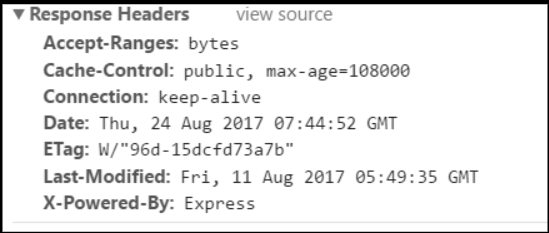 ▼ Response Headers view source
Accept-Ranges: bytes
Cache-Control: public, max-age=108000
Connection: keep-alive
Date: Thu, 24 Aug 2017 07:44:52 GMT
ETag: W/"96d-15dcfd73a7b"
Last-Modified: Fri, 11 Aug 2017 05:49:35 GMT
X-Powered-By: Express